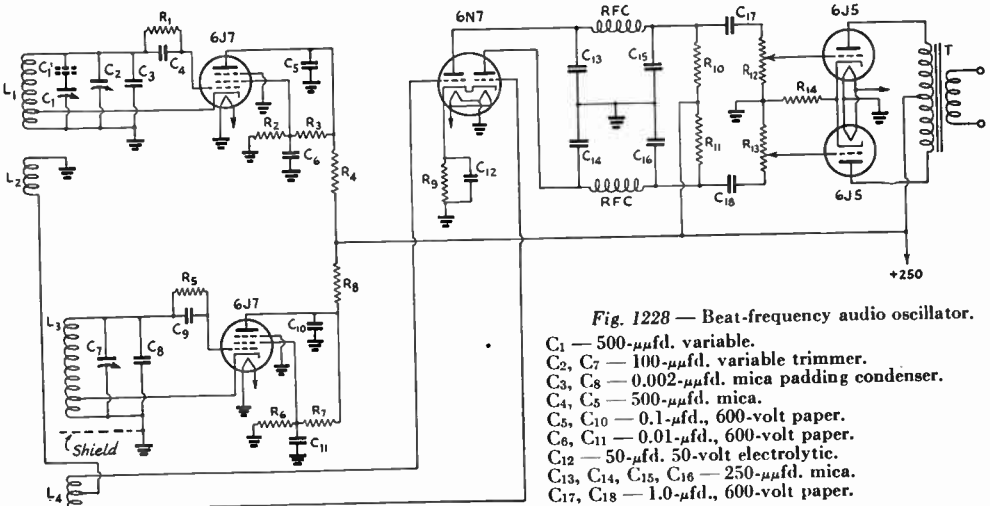 R1
6J7
6N7
RFC
C17
6J5
C1'
C2
C3
C4
C5
C13
C15
R10
R12
T
L1
C1
R14
R2
R3
C6
C14
C16
R11
R13
L2
R4
R9
C12
RFC
C18
6J5
+250
R5
R8
L3
6J7
C9
C10
C7
C8
R6
R7
C11
Shield
L4
Fig. 1228 — Beat-frequency audio oscillator.
C1 — 500-μμfd. variable.
C2, C7 — 100-μμfd. variable trimmer.
C3, C8 — 0.002-μμfd. mica padding condenser.
C4, C5 — 500-μμfd. mica.
C5, C10 — 0.1-μfd., 600-volt paper.
C6, C11 — 0.01-μfd., 600-volt paper.
C12 — 50-μfd. 50-volt electrolytic.
C13, C14, C15, C16 — 250-μμfd. mica.
C17, C18 — 1.0-μfd., 600-volt paper.